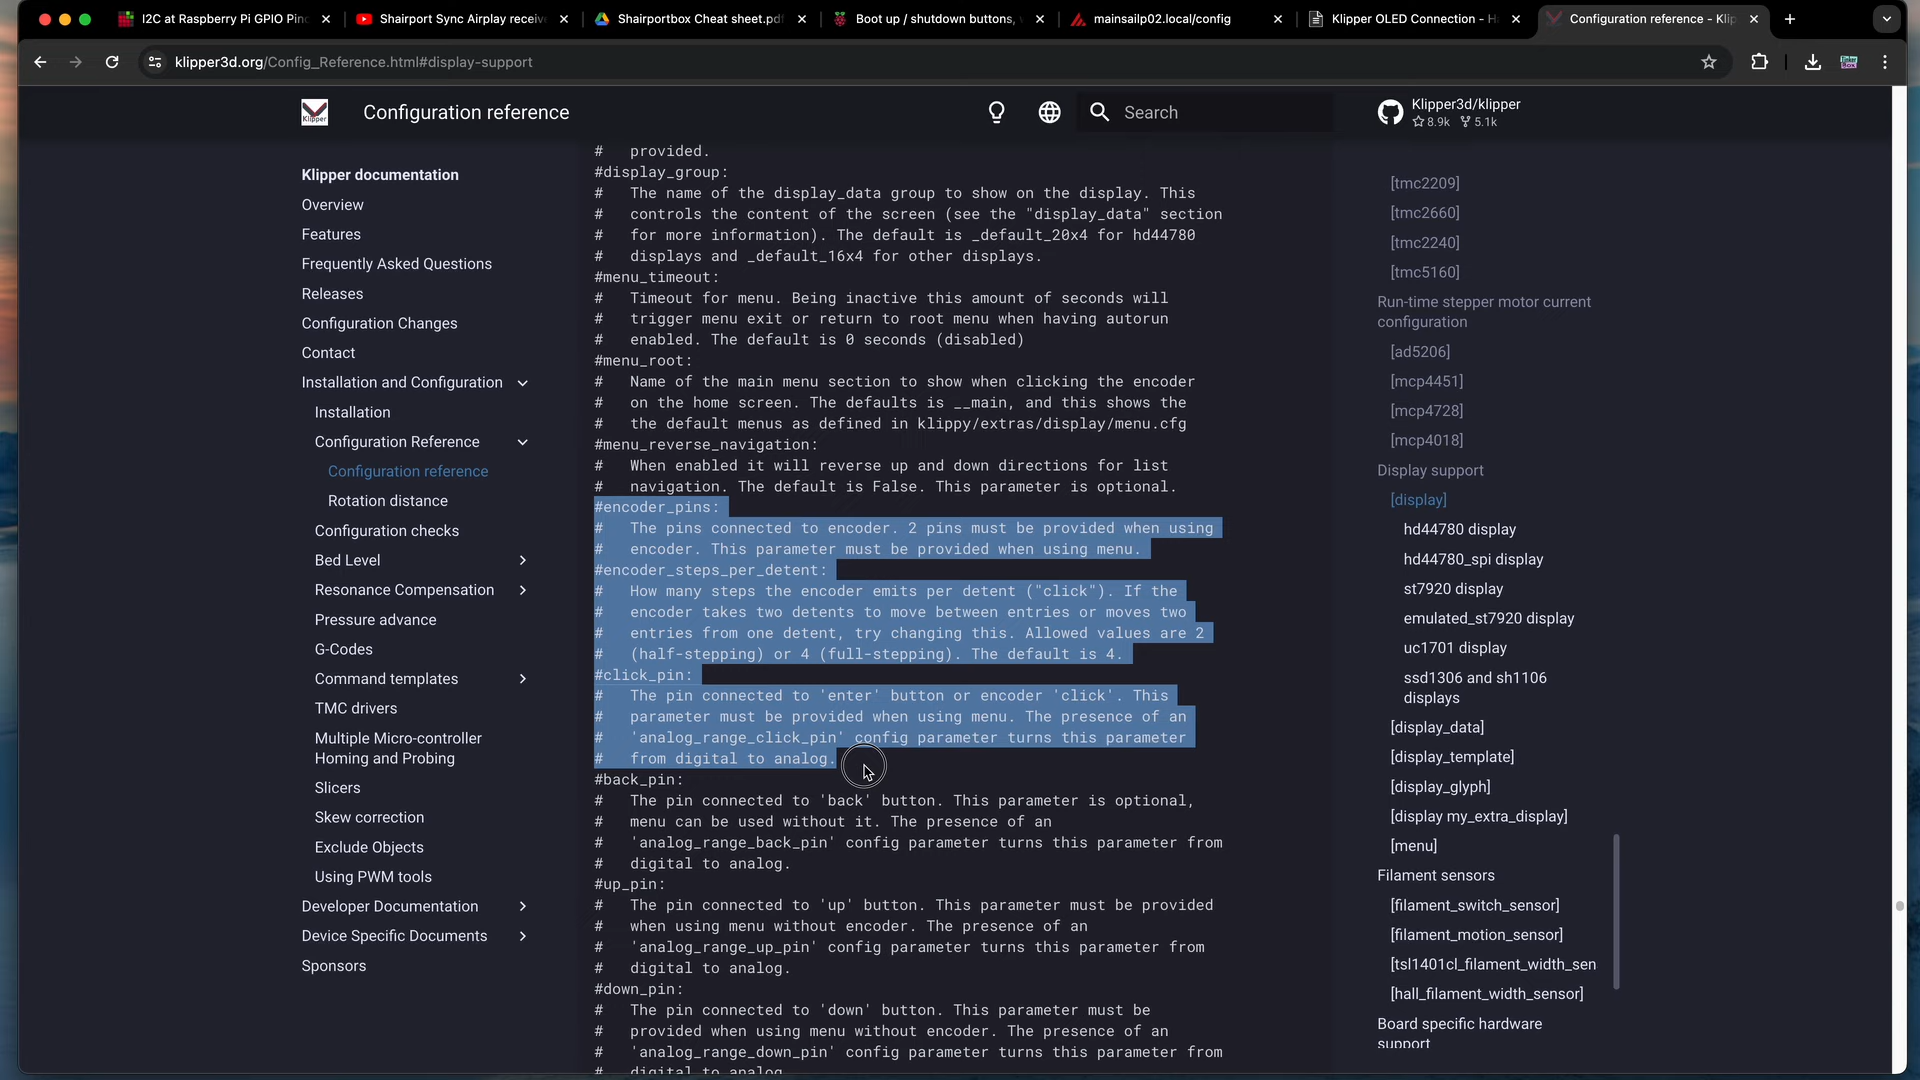 I2C at Raspberry Pi GPIO Pino
Shairport Sync Airplay receiv
Shairportbox Cheat sheet.pdf
Boot up / shutdown buttons, w
mainsailp02.local/config
Klipper OLED Connection - H
Configuration reference - Klip
klipper3d.org/Config_Reference.html#display-support
Configuration reference
Search
Klipper3d/klipper
8.9k 5.1k
Klipper documentation
Overview
Features
Frequently Asked Questions
Releases
Configuration Changes
Contact
Installation and Configuration
Installation
Configuration Reference
Configuration reference
Rotation distance
Configuration checks
Bed Level
Resonance Compensation
Pressure advance
G-Codes
Command templates
TMC drivers
Multiple Micro-controller
Homing and Probing
Slicers
Skew correction
Exclude Objects
Using PWM tools
Developer Documentation
Device Specific Documents
Sponsors
#   provided.
#display_group:
#   The name of the display_data group to show on the display. This
#   controls the content of the screen (see the "display_data" section
#   for more information). The default is _default_20x4 for hd44780
#   displays and _default_16x4 for other displays.
#menu_timeout:
#   Timeout for menu. Being inactive this amount of seconds will
#   trigger menu exit or return to root menu when having autorun
#   enabled. The default is 0 seconds (disabled)
#menu_root:
#   Name of the main menu section to show when clicking the encoder
#   on the home screen. The defaults is __main, and this shows the
#   the default menus as defined in klippy/extras/display/menu.cfg
#menu_reverse_navigation:
#   When enabled it will reverse up and down directions for list
#   navigation. The default is False. This parameter is optional.
#encoder_pins:
#   The pins connected to encoder. 2 pins must be provided when using
#   encoder. This parameter must be provided when using menu.
#encoder_steps_per_detent:
#   How many steps the encoder emits per detent ("click"). If the
#   encoder takes two detents to move between entries or moves two
#   entries from one detent, try changing this. Allowed values are 2
#   (half-stepping) or 4 (full-stepping). The default is 4.
#click_pin:
#   The pin connected to 'enter' button or encoder 'click'. This
#   parameter must be provided when using menu. The presence of an
#   'analog_range_click_pin' config parameter turns this parameter
#   from digital to analog.
#back_pin:
#   The pin connected to 'back' button. This parameter is optional,
#   menu can be used without it. The presence of an
#   'analog_range_back_pin' config parameter turns this parameter from
#   digital to analog.
#up_pin:
#   The pin connected to 'up' button. This parameter must be provided
#   when using menu without encoder. The presence of an
#   'analog_range_up_pin' config parameter turns this parameter from
#   digital to analog.
#down_pin:
#   The pin connected to 'down' button. This parameter must be
#   provided when using menu without encoder. The presence of an
#   'analog_range_down_pin' config parameter turns this parameter from
#   digital to analog
[tmc2209]
[tmc2660]
[tmc2240]
[tmc5160]
Run-time stepper motor current
configuration
[ad5206]
[mcp4451]
[mcp4728]
[mcp4018]
Display support
[display]
hd44780 display
hd44780_spi display
st7920 display
emulated_st7920 display
uc1701 display
ssd1306 and sh1106
displays
[display_data]
[display_template]
[display_glyph]
[display my_extra_display]
[menu]
Filament sensors
[filament_switch_sensor]
[filament_motion_sensor]
[tsl1401cl_filament_width_sen
[hall_filament_width_sensor]
Board specific hardware
support